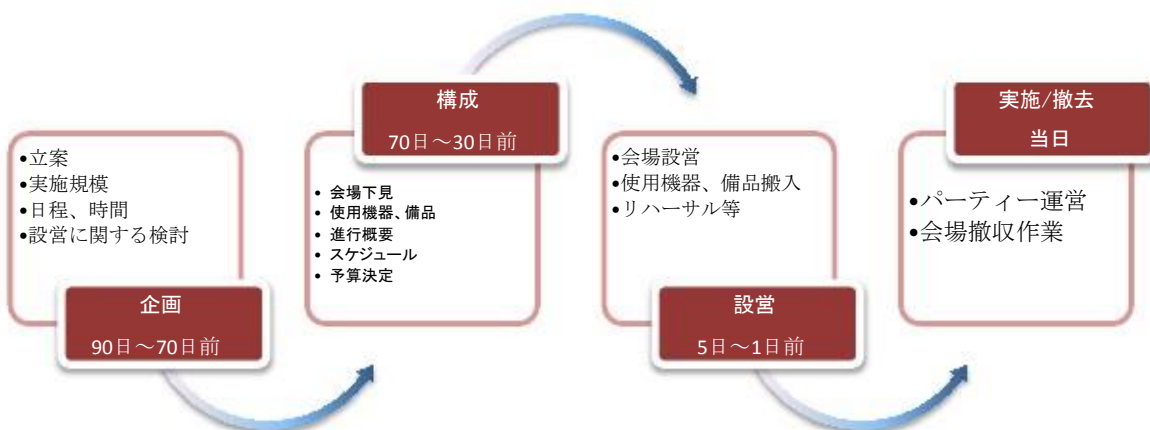 •立案
•実施規模
•日程、時間
•設営に関する検討
企画
90日～70日前
構成
70日～30日前
• 会場下見
• 使用機器、備品
• 進行概要
• スケジュール
• 予算決定
•会場設営
•使用機器、備品搬入
•リハーサル等
設営
5日～1日前
実施/撤去
当日
•パーティー運営
•会場撤収作業